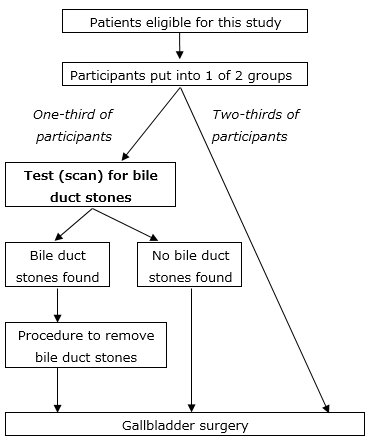 Patients eligible for this study
Participants put into 1 of 2 groups
One-third of
participants
Two-thirds of
participants
Test (scan) for bile
duct stones
Bile duct
stones found
No bile duct
stones found
Procedure to remove
bile duct stones
Gallbladder surgery